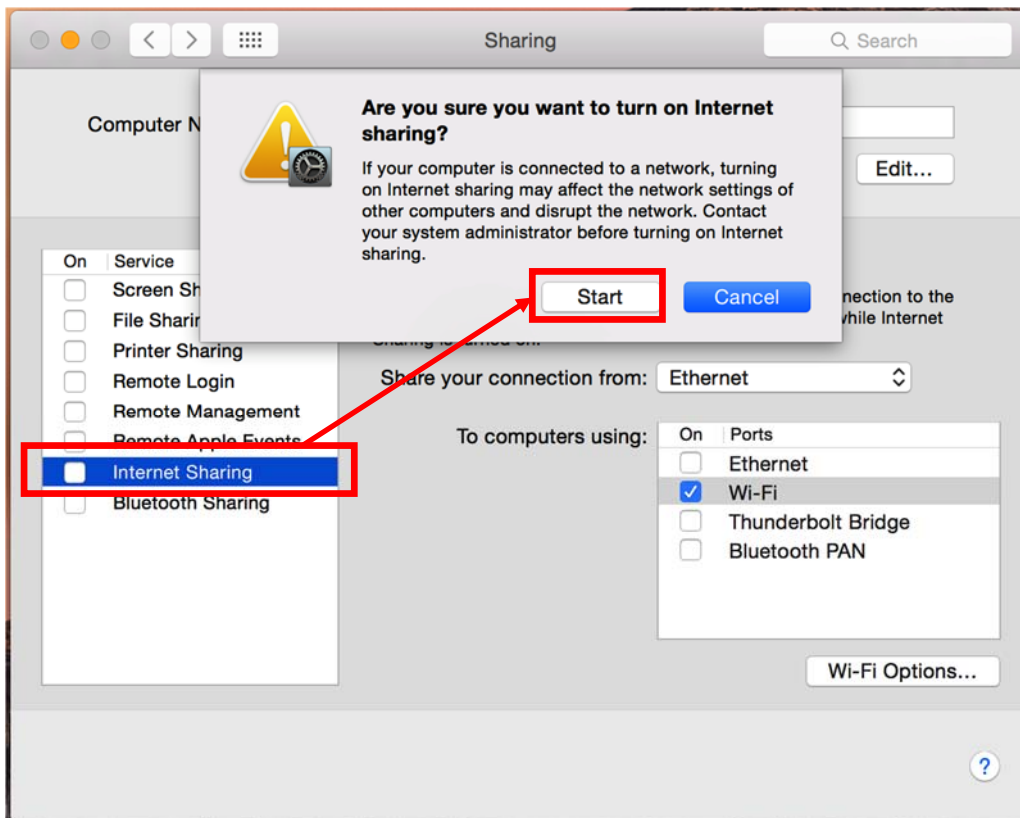 Sharing
Search
Are you sure you want to turn on Internet
sharing?
If your computer is connected to a network, turning
on Internet sharing may affect the network settings of
other computers and disrupt the network. Contact
your system administrator before turning on Internet
sharing.
Start
Cancel
Computer N
Edit...
On Service
Screen Sh
File Sharin
Printer Sharing
Remote Login
Remote Management
Remote Apple Events
Internet Sharing
Bluetooth Sharing
nection to the
while Internet
Sharing is turned on.
Share your connection from: Ethernet
To computers using:
On Ports
Ethernet
Wi-Fi
Thunderbolt Bridge
Bluetooth PAN
Wi-Fi Options...
?